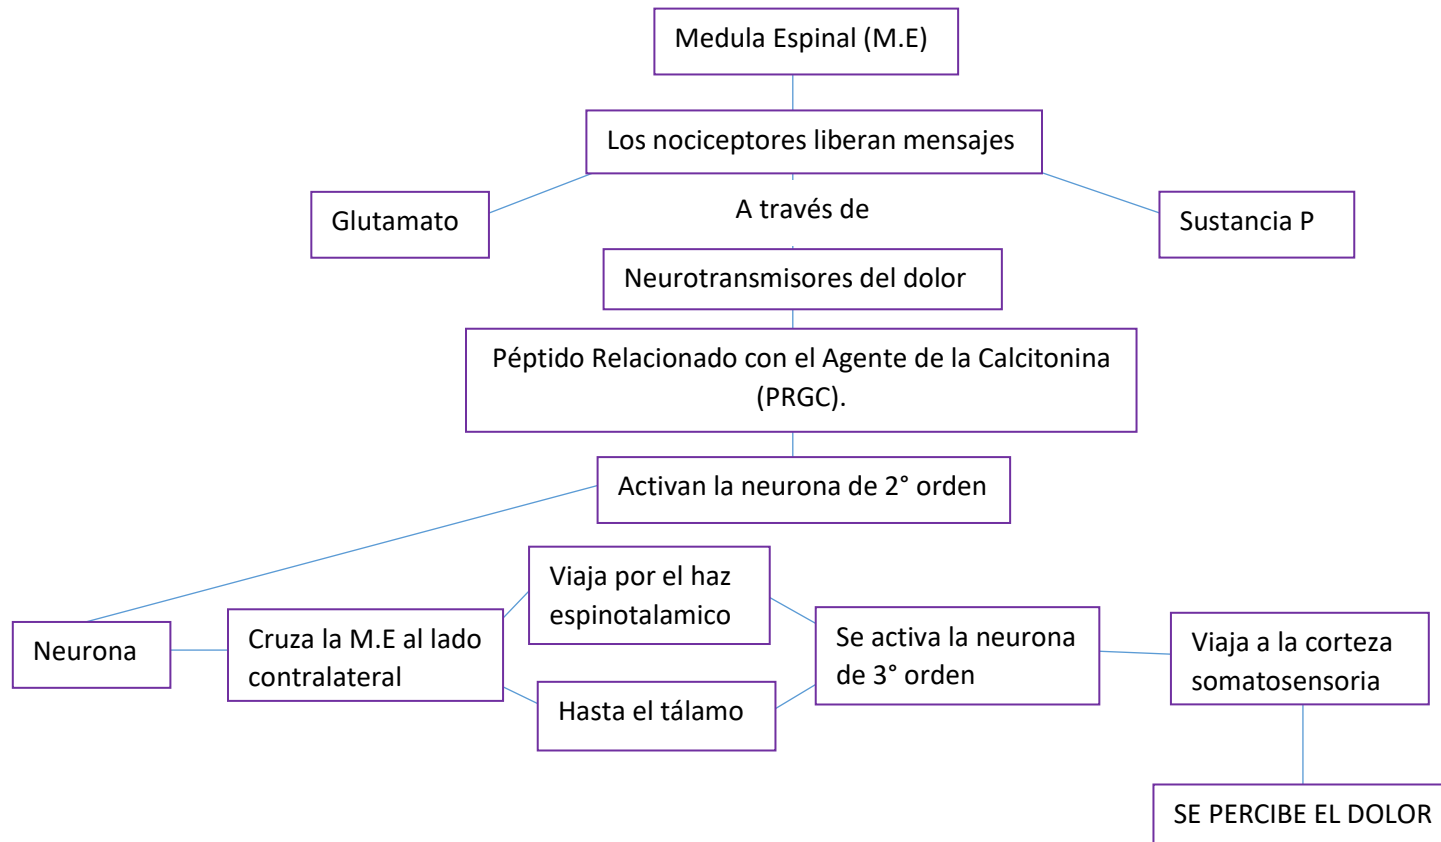 Medula Espinal (M.E)
Los nociceptores liberan mensajes
Glutamato
A través de
Sustancia P
Neurotransmisores del dolor
Péptido Relacionado con el Agente de la Calcitonina
(PRGC).
Activan la neurona de 2° orden
Neurona
Cruza la M.E al lado
contralateral
Viaja por el haz
espinotalamico
Hasta el tálamo
Se activa la neurona
de 3° orden
Viaja a la corteza
somatosensoria
SE PERCIBE EL DOLOR